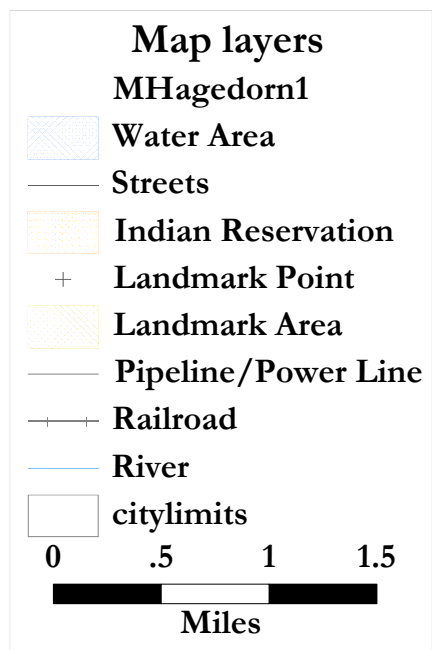 Map layers
MHagedorn1
Water Area
Streets
Indian Reservation
Landmark Point
Landmark Area
Pipeline/Power Line
Railroad
River
citylimits
0 .5 1 1.5
Miles